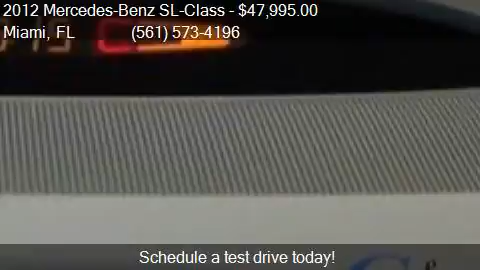 2012 Mercedes-Benz SL-Class - $47,995.00
Miami, FL (561) 573-4196
Schedule a test drive today!